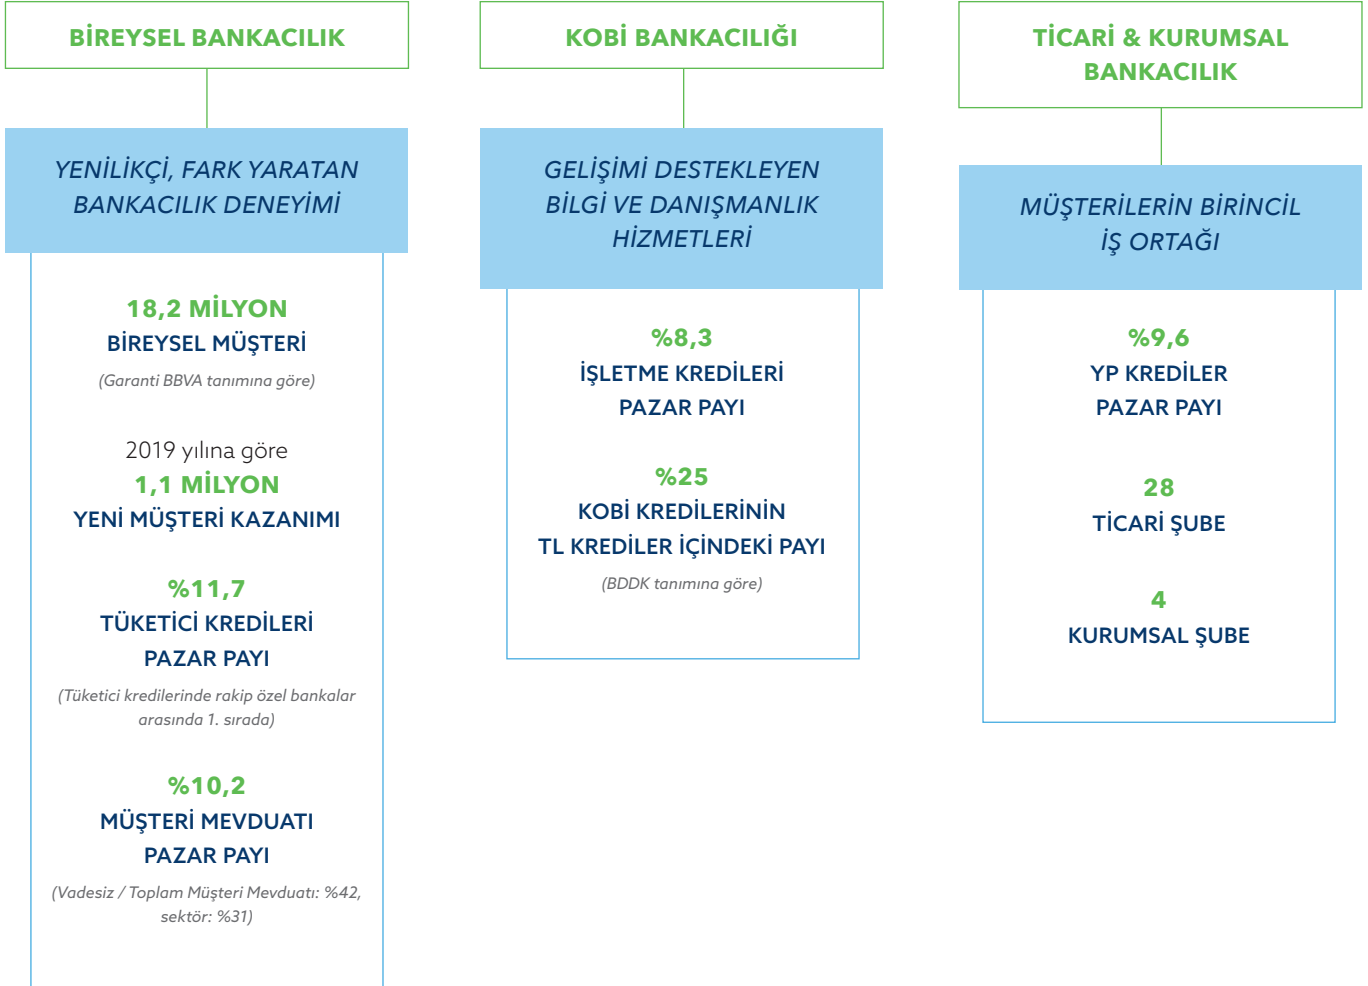 BİREYSEL BANKACILIK
YENİLİKÇİ, FARK YARATAN
BANKACILIK DENEYİMİ
18,2 MİLYON
BİREYSEL MÜŞTERİ
(Garanti BBVA tanımına göre)
2019 yılına göre
1,1 MİLYON
YENİ MÜŞTERİ KAZANIMI
%11,7
TÜKETİCİ KREDİLERİ
PAZAR PAYI
(Tüketici kredilerinde rakip özel bankalar
arasında 1. sırada)
%10,2
MÜŞTERİ MEVDUATI
PAZAR PAYI
(Vadesiz / Toplam Müşteri Mevduatı: %42,
sektör: %31)
KOBİ BANKACILIĞI
GELİŞİMİ DESTEKLEYEN
BİLGİ VE DANIŞMANLIK
HİZMETLERİ
%8,3
İŞLETME KREDİLERİ
PAZAR PAYI
%25
KOBİ KREDİLERİNİN
TL KREDİLER İÇİNDEKİ PAYI
(BDDK tanımına göre)
TİCARİ & KURUMSAL
BANKACILIK
MÜŞTERİLERİN BİRİNCİL
İŞ ORTAĞI
%9,6
YP KREDİLER
PAZAR PAYI
28
TİCARİ ŞUBE
4
KURUMSAL ŞUBE